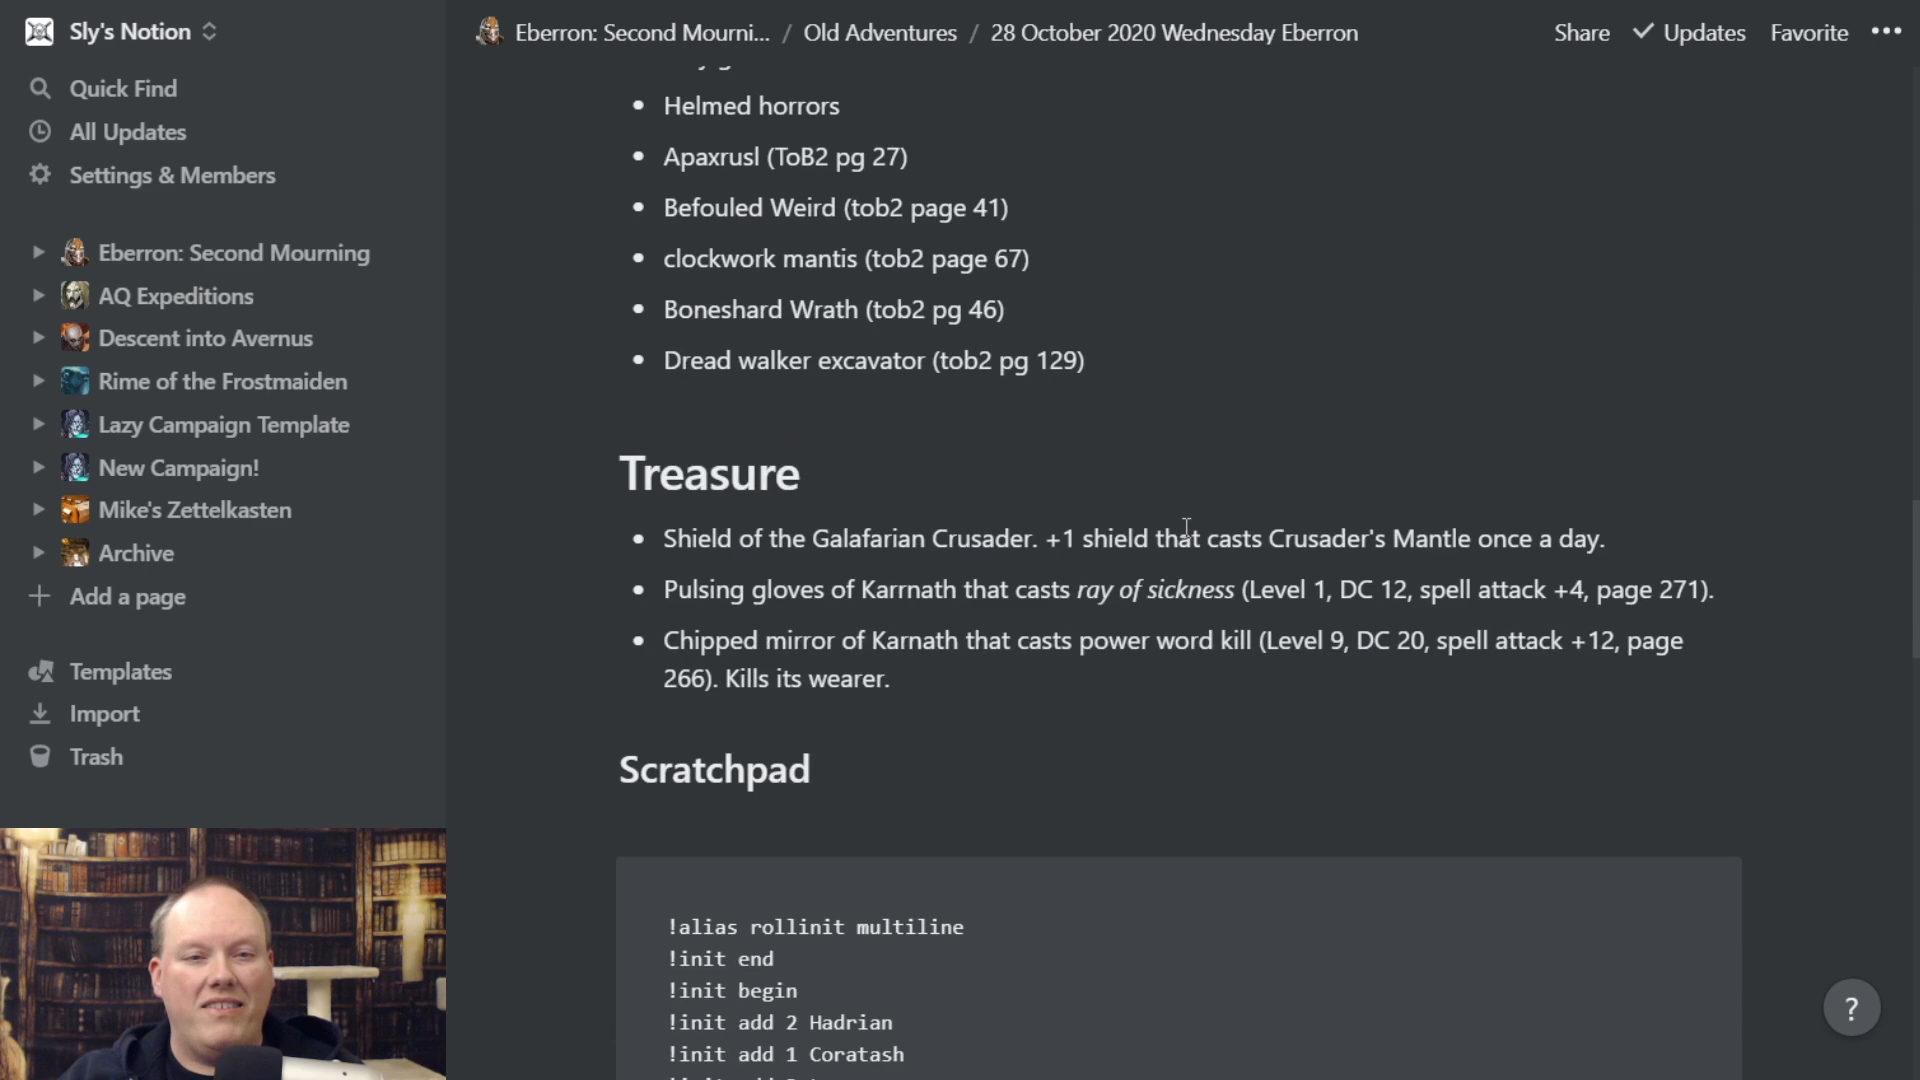 Sly's Notion
Eberron: Second Mourni... / Old Adventures / 28 October 2020 Wednesday Eberron
Share
Updates
Favorite
Quick Find
All Updates
Settings & Members
Eberron: Second Mourning
AQ Expeditions
Descent into Avernus
Rime of the Frostmaiden
Lazy Campaign Template
New Campaign!
Mike's Zettelkasten
Archive
Add a page
Templates
Import
Trash
• Helmed horrors
• Apaxrusl (ToB2 pg 27)
• Befouled Weird (tob2 page 41)
• clockwork mantis (tob2 page 67)
• Boneshard Wrath (tob2 pg 46)
• Dread walker excavator (tob2 pg 129)
Treasure
• Shield of the Galafarian Crusader. +1 shield that casts Crusader's Mantle once a day.
• Pulsing gloves of Karrnath that casts ray of sickness (Level 1, DC 12, spell attack +4, page 271).
• Chipped mirror of Karnath that casts power word kill (Level 9, DC 20, spell attack +12, page
266). Kills its wearer.
Scratchpad
!alias rollinit multiline
!init end
!init begin
!init add 2 Hadrian
!init add 1 Coratash
?